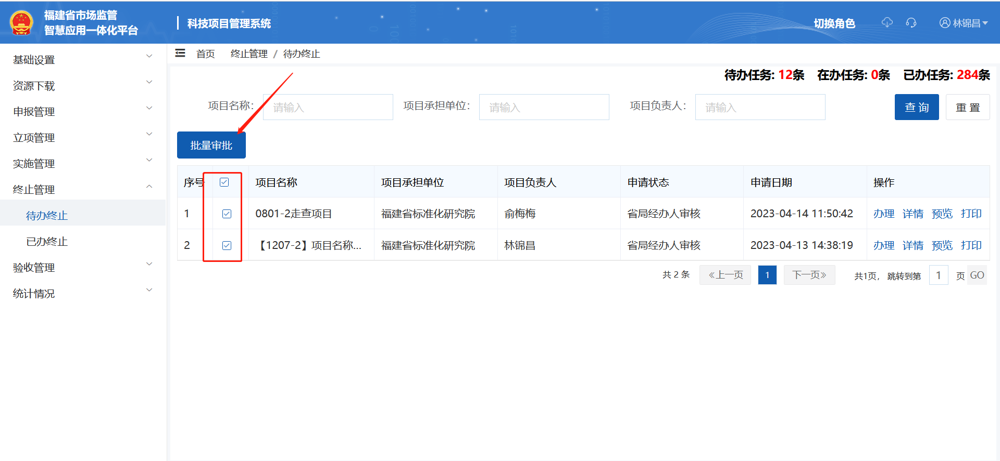 福建省市场监管
智慧应用一体化平台
科技项目管理系统
切换角色
林锦昌
基础设置
资源下载
申报管理
立项管理
实施管理
终止管理
待办终止
已办终止
验收管理
统计情况
首页 终止管理 / 待办终止
待办任务: 12条 在办任务: 0条 已办任务: 284条
项目名称: 请输入 项目承担单位: 请输入 项目负责人: 请输入 查询 重置
批量审批
序号 项目名称 项目承担单位 项目负责人 申请状态 申请日期 操作
1 0801-2走查项目 福建省标准化研究院 俞梅梅 省局经办人审核 2023-04-14 11:50:42 办理 详情 预览 打印
2 【1207-2】项目名称... 福建省标准化研究院 林锦昌 省局经办人审核 2023-04-13 14:38:19 办理 详情 预览 打印
共 2 条 «上一页 1 下一页» 共1页， 跳转到第 1 页 GO